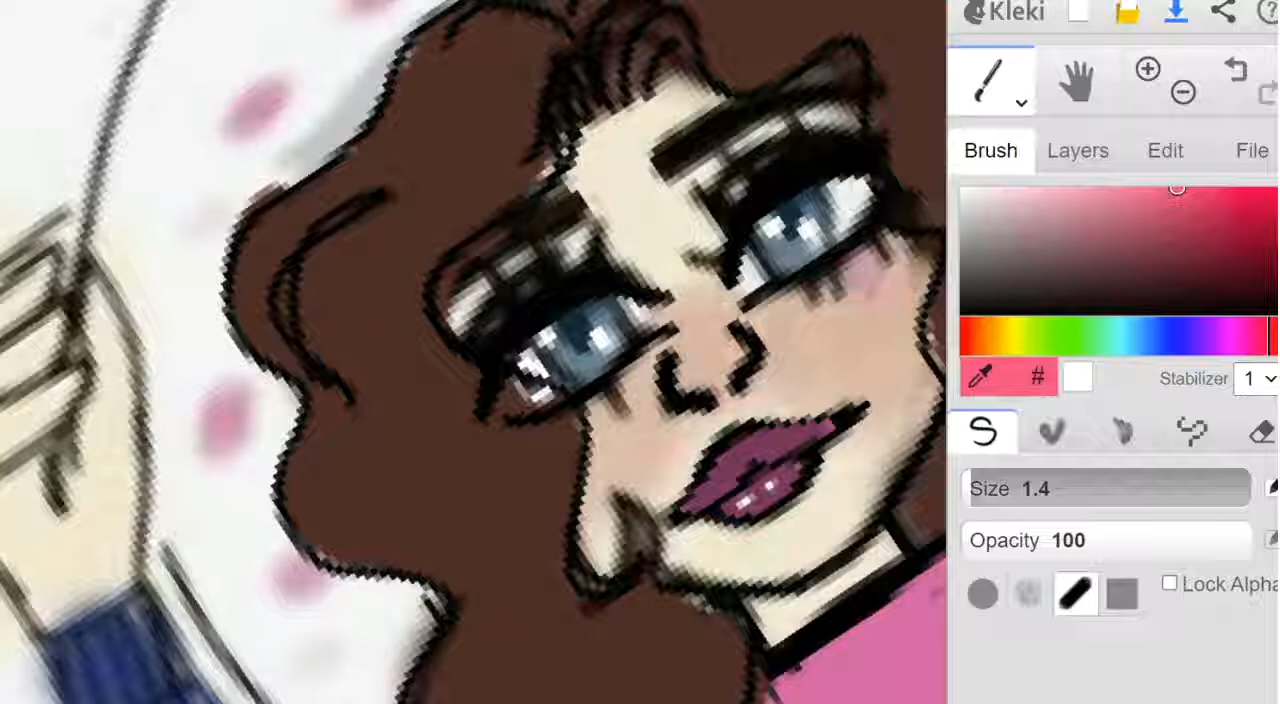 Kleki
Brush Layers Edit File
#
Stabilizer 1
Size 1.4
Opacity 100
Lock Alpha